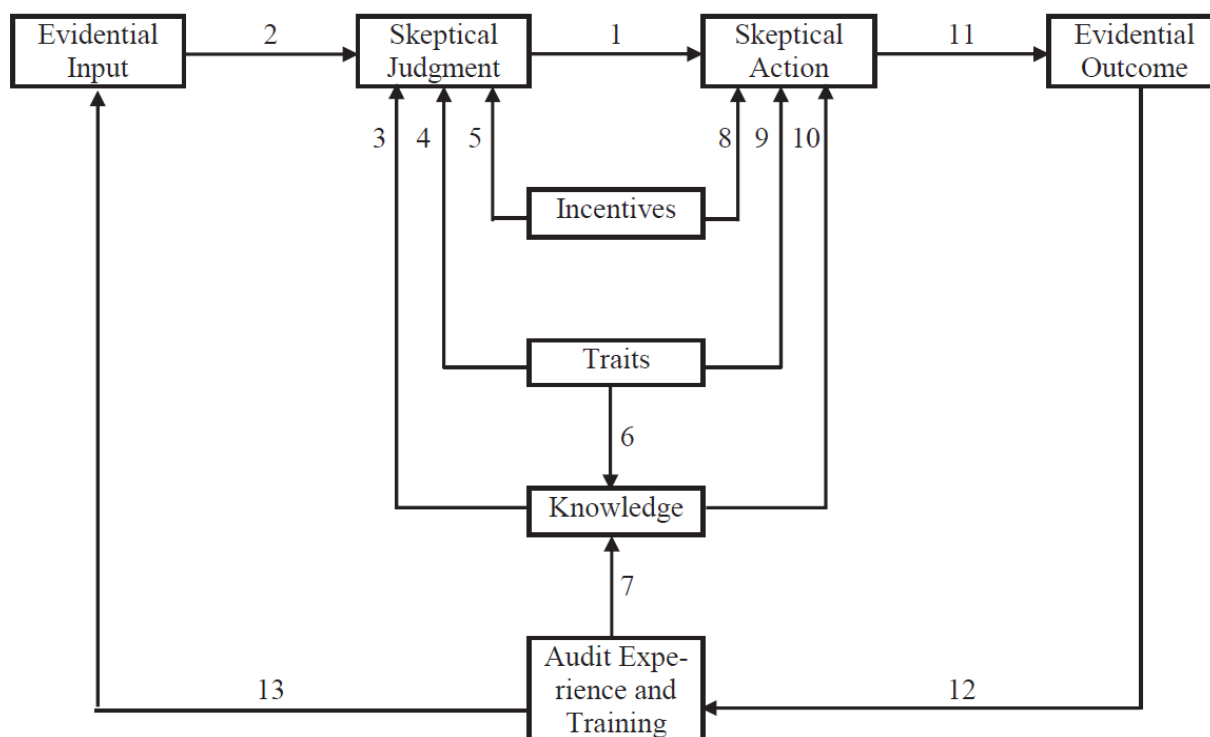 Evidential
Input
2
Skeptical
Judgment
1
Skeptical
Action
11
Evidential
Outcome
3
4
5
8
9
10
Incentives
Traits
6
Knowledge
7
Audit Expe-
rience and
Training
13
12